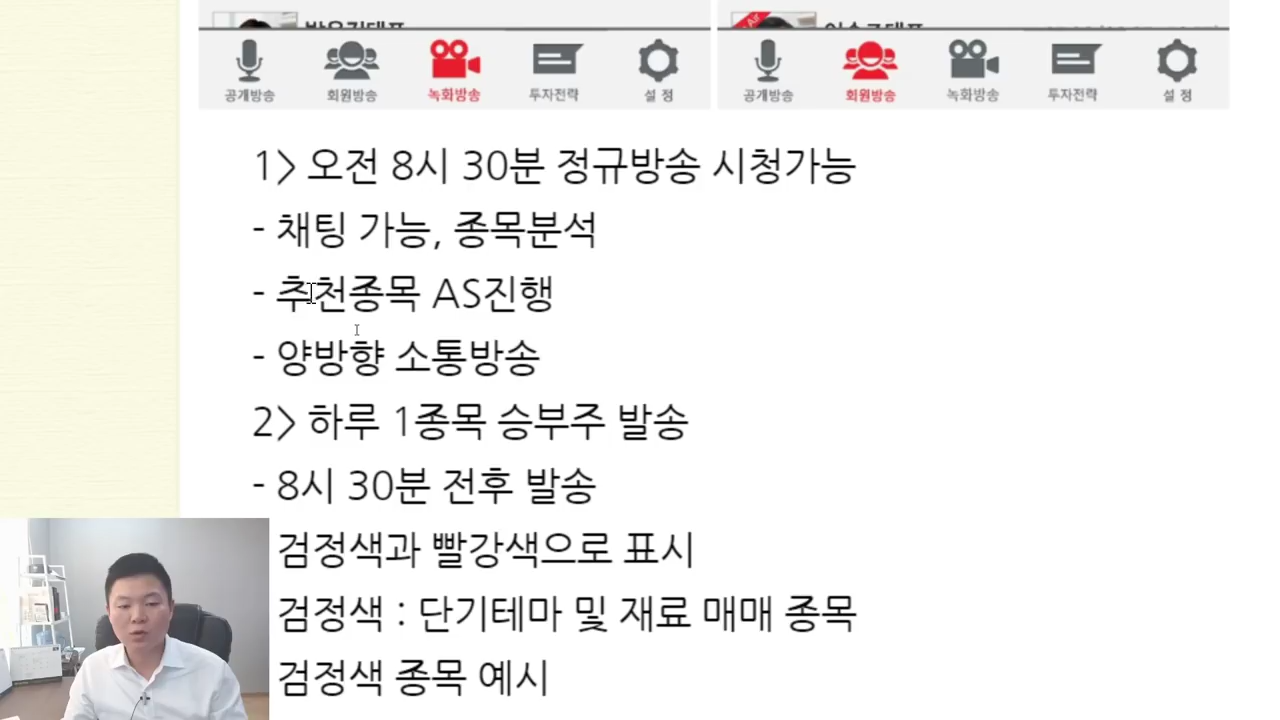 공개방송 회원방송 녹화방송 투자전략 설 정 공개방송 회원방송 녹화방송 투자전략 설 정
1> 오전 8시 30분 정규방송 시청가능
- 채팅 가능, 종목분석
- 추천종목 AS진행
- 양방향 소통방송
2> 하루 1종목 승부주 발송
- 8시 30분 전후 발송
검정색과 빨강색으로 표시
검정색 : 단기테마 및 재료 매매 종목
검정색 종목 예시